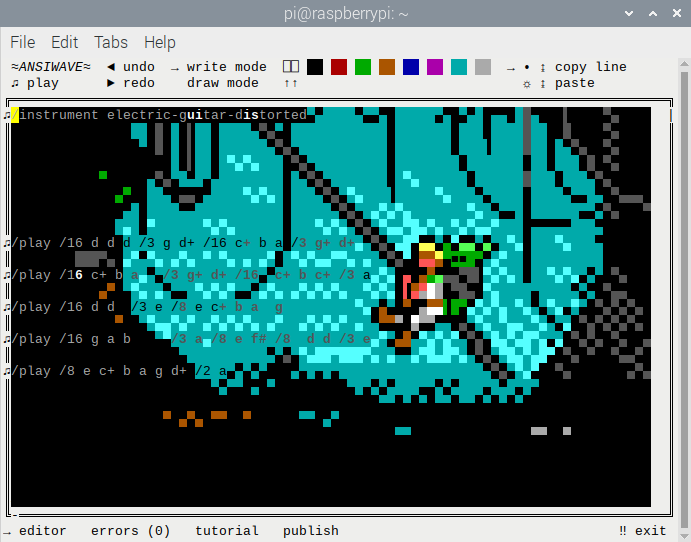 pi@raspberrypi: ~
File Edit Tabs Help
≈ANSIWAVE≈ ◄ undo → write mode → • ↨ copy line
♫ play ► redo draw mode ↑↑ ☼ ↨ paste
♫/instrument electric-guitar-distorted
♫/play /16 d d d /3 g d+ /16 c+ b a /3 g+ d+
♫/play /16 c+ b a /3 g+ d+ /16 c+ b c+ /3 a
♫/play /16 d d /3 e /8 e c+ b a g
♫/play /16 g a b /3 a /8 e f# /8 d d /3 e
♫/play /8 e c+ b a g d+ /2 a
→ editor errors (0) tutorial publish ‼ exit